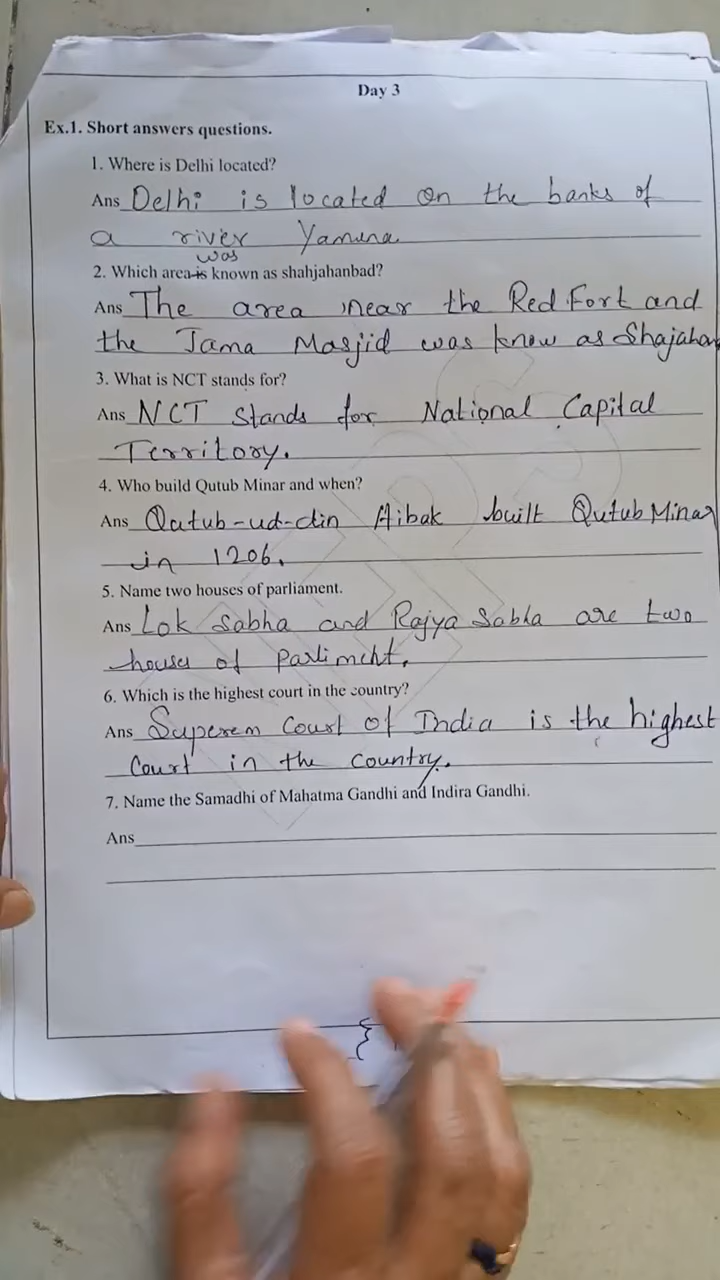 Day 3
Ex.1. Short answers questions.
1. Where is Delhi located?
Ans Delhi is located on the banks of
a river Yamuna
was
2. Which area is known as shahjahanbad?
Ans The area near the Red Fort and
the Jama Masjid was know as Shajahan
3. What is NCT stands for?
Ans NCT stands for National Capital
Territory.
4. Who build Qutub Minar and when?
Ans Qutub-ud-din Aibak built Qutub Minar
in 1206.
5. Name two houses of parliament.
Ans Lok Sabha and Rajya Sabha are two
houses of Parliment.
6. Which is the highest court in the country?
Ans Superem Court of India is the highest
Court in the country.
7. Name the Samadhi of Mahatma Gandhi and Indira Gandhi.
Ans